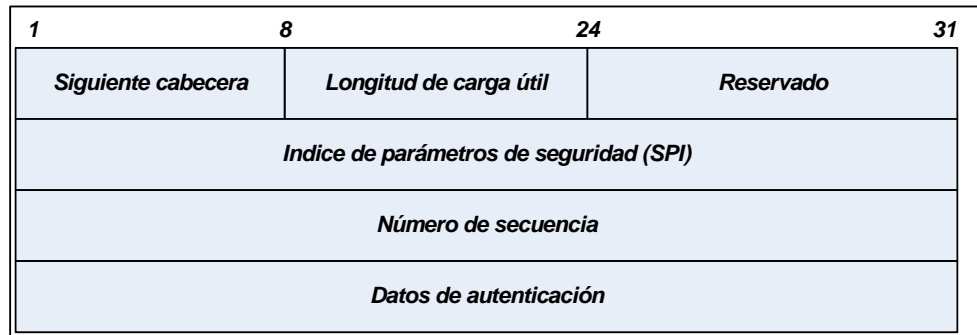 1 8 24 31
Siguiente cabecera Longitud de carga útil Reservado
Indice de parámetros de seguridad (SPI)
Número de secuencia
Datos de autenticación